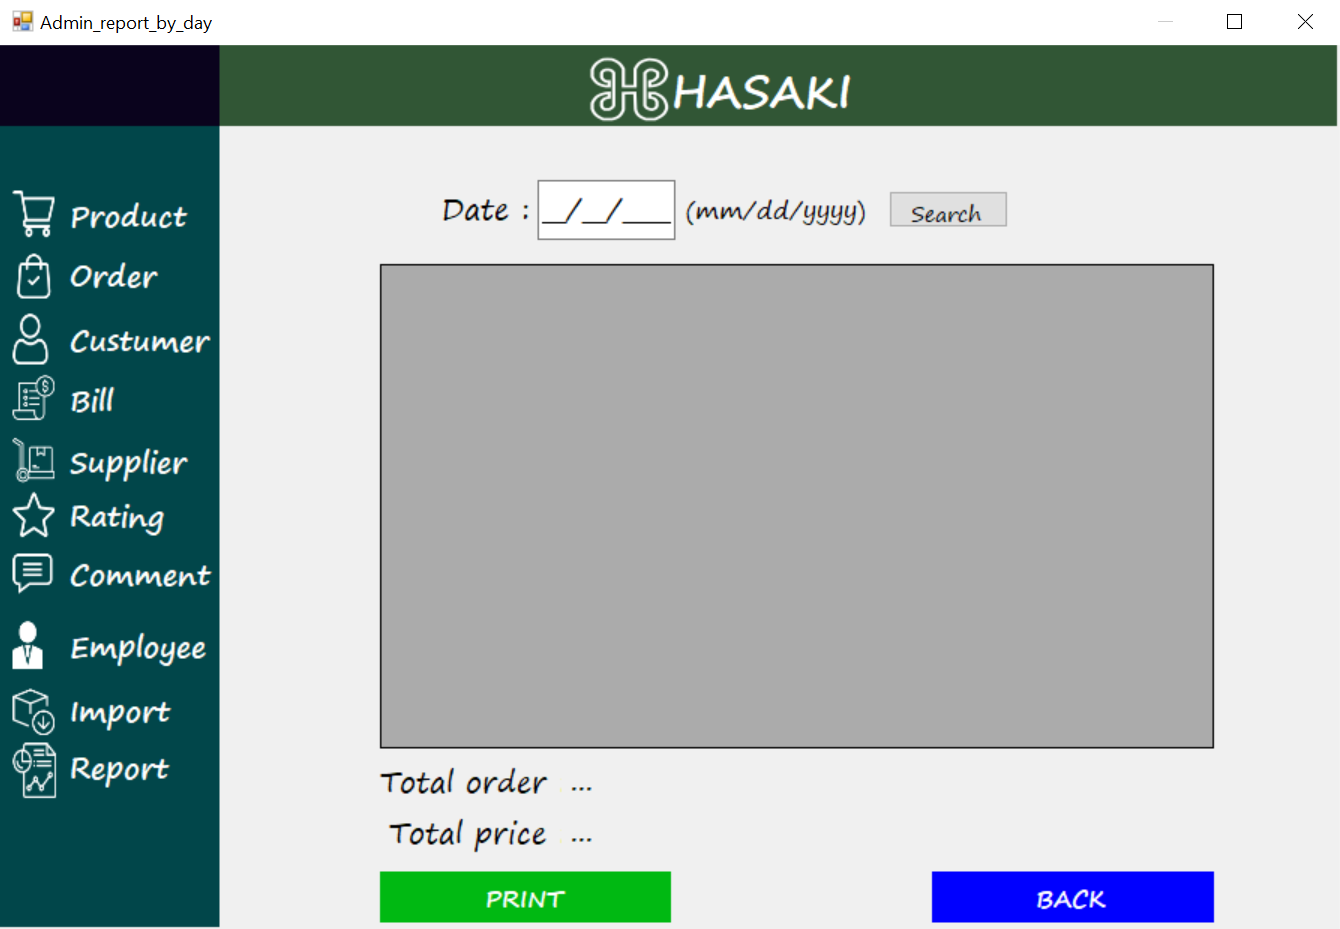 Admin_report_by_day
HASAKI
Product
Order
Custumer
Bill
Supplier
Rating
Comment
Employee
Import
Report
Date : __/__/____ (mm/dd/yyyy) Search
Total order ...
Total price ...
PRINT BACK